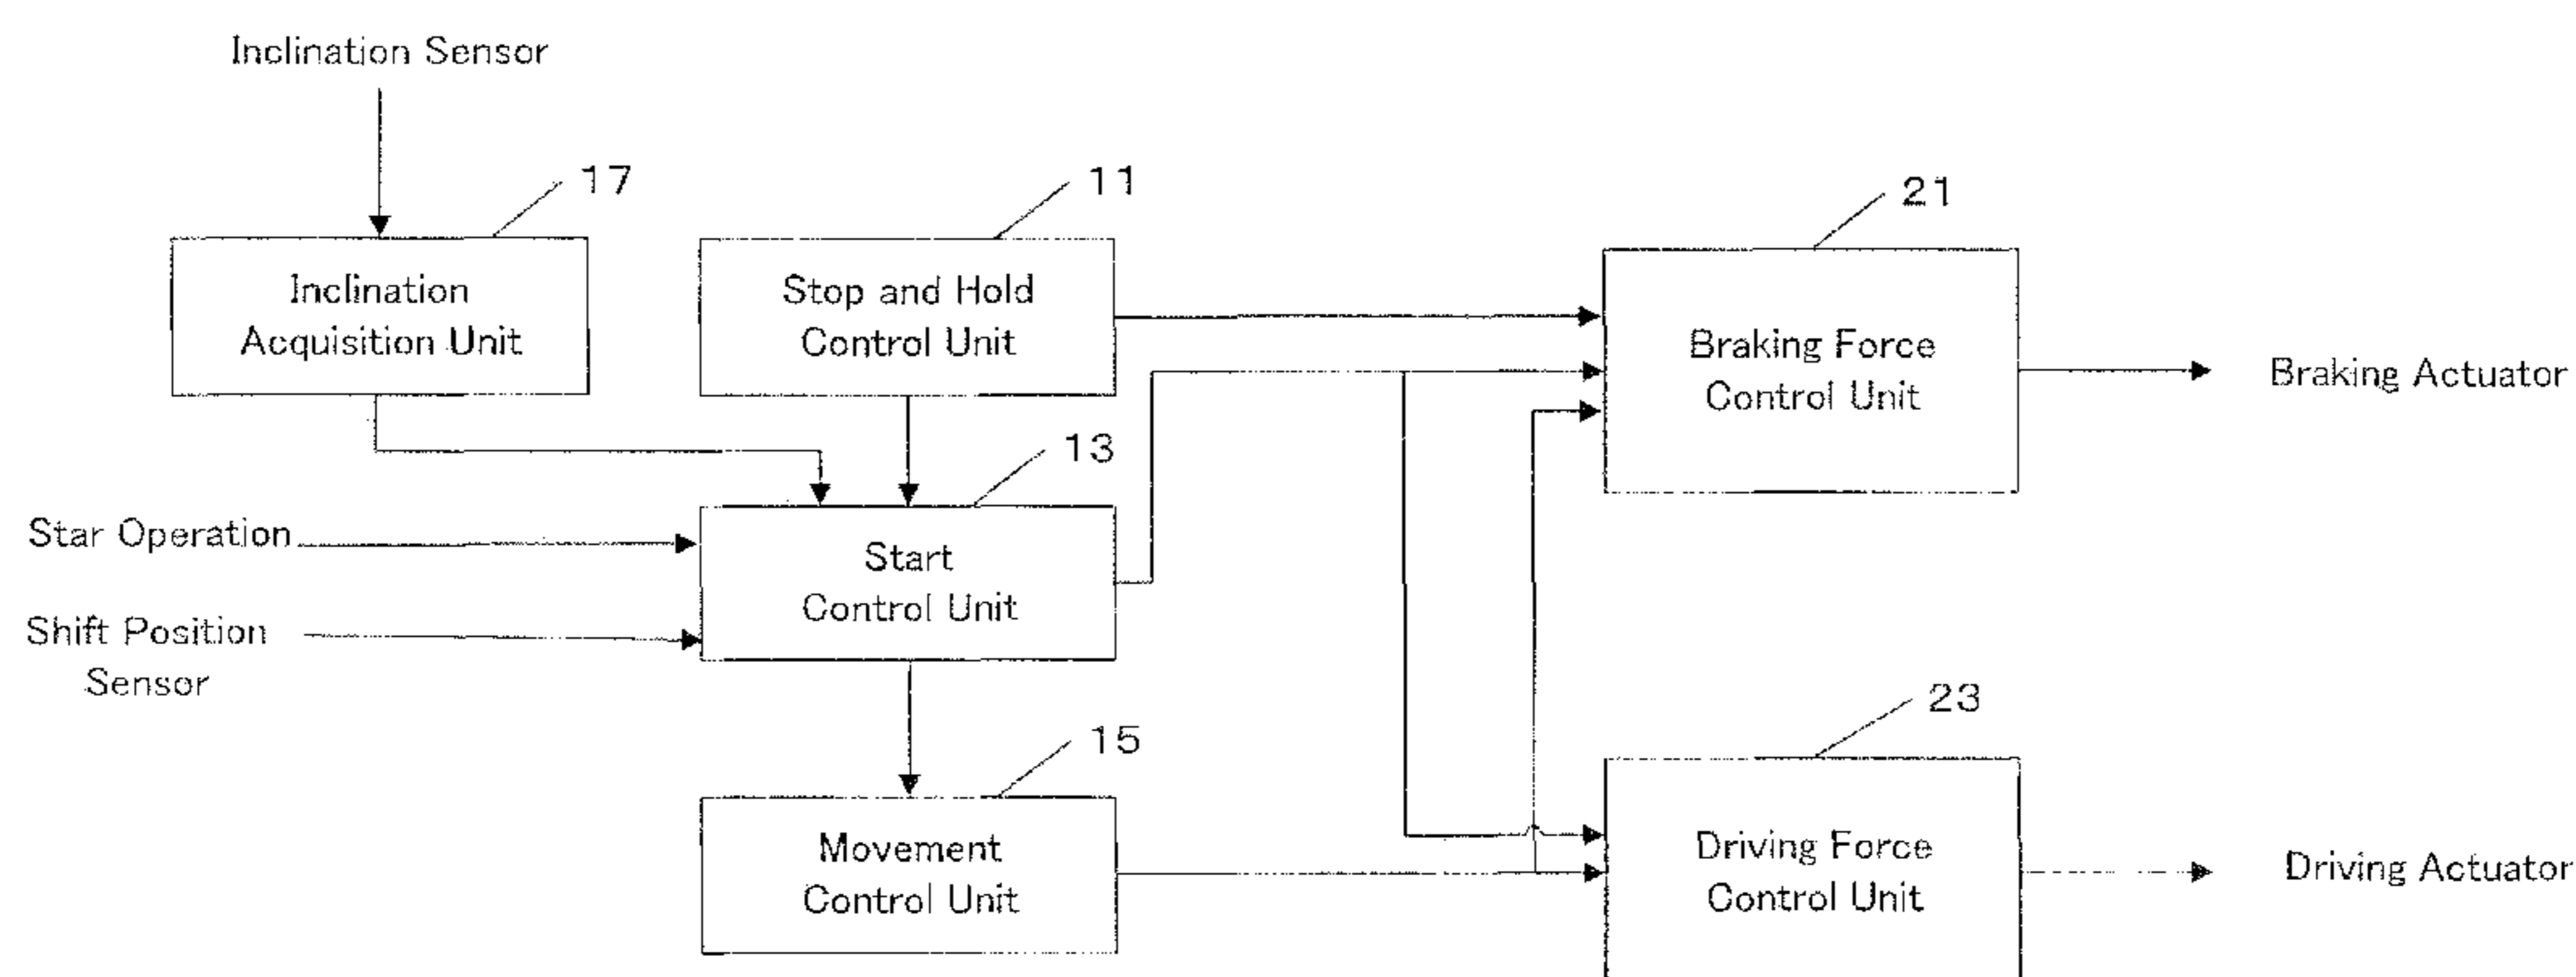 Inclination Sensor
17
11
21
Inclination
Acquisition Unit
Stop and Hold
Control Unit
Braking Force
Control Unit
Braking Actuator
13
Star Operation
Start
Control Unit
Shift Position
Sensor
23
15
Movement
Control Unit
Driving Force
Control Unit
Driving Actuator